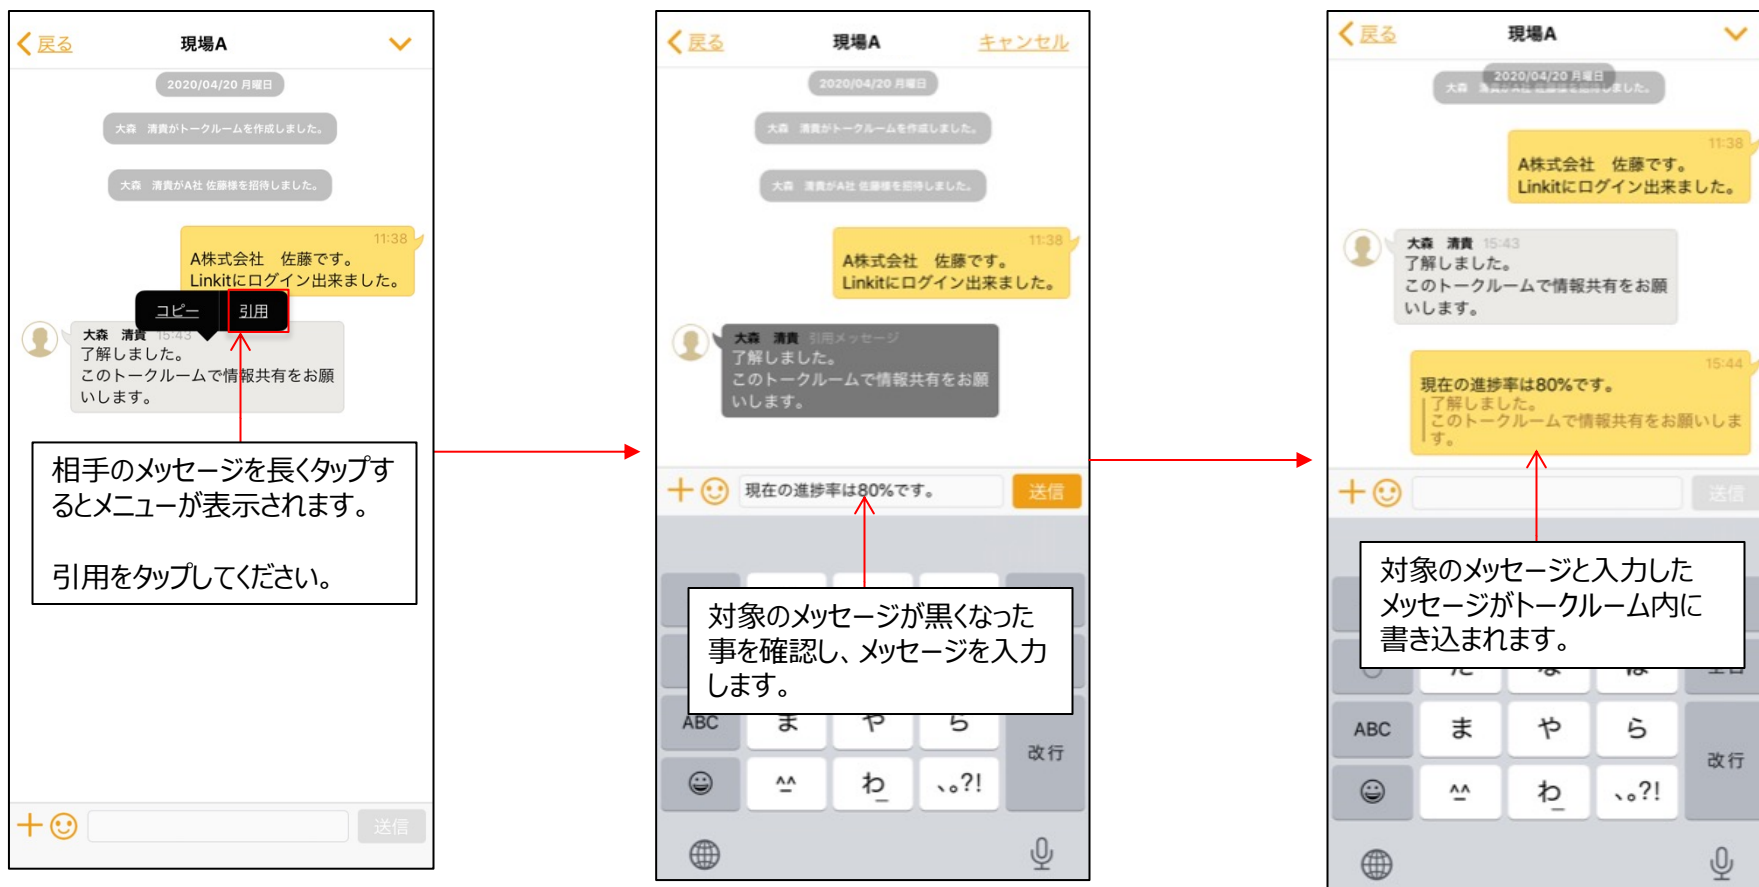 戻る
現場A
2020/04/20 月曜日
大森　清貴がトークルームを作成しました。
大森　清貴がA社 佐藤様を招待しました。
11:38
A株式会社　佐藤です。
Linkitにログイン出来ました。
コピー
引用
大森　清貴 15:43
了解しました。
このトークルームで情報共有をお願
いします。
相手のメッセージを長くタップす
るとメニューが表示されます。
引用をタップしてください。
送信
戻る
現場A
キャンセル
2020/04/20 月曜日
大森　清貴がトークルームを作成しました。
大森　清貴がA社 佐藤様を招待しました。
11:38
A株式会社　佐藤です。
Linkitにログイン出来ました。
大森　清貴 引用メッセージ
了解しました。
このトークルームで情報共有をお願
いします。
現在の進捗率は80%です。
送信
対象のメッセージが黒くなった
事を確認し、メッセージを入力
します。
ABC
ま
や
ら
改行
^^
わ
、。?!
戻る
現場A
2020/04/20 月曜日
11:38
A株式会社　佐藤です。
Linkitにログイン出来ました。
大森　清貴 15:43
了解しました。
このトークルームで情報共有をお願
いします。
15:44
現在の進捗率は80%です。
了解しました。
このトークルームで情報共有をお願いしま
す。
送信
対象のメッセージと入力した
メッセージがトークルーム内に
書き込まれます。
ABC
ま
や
ら
改行
^^
わ
、。?!